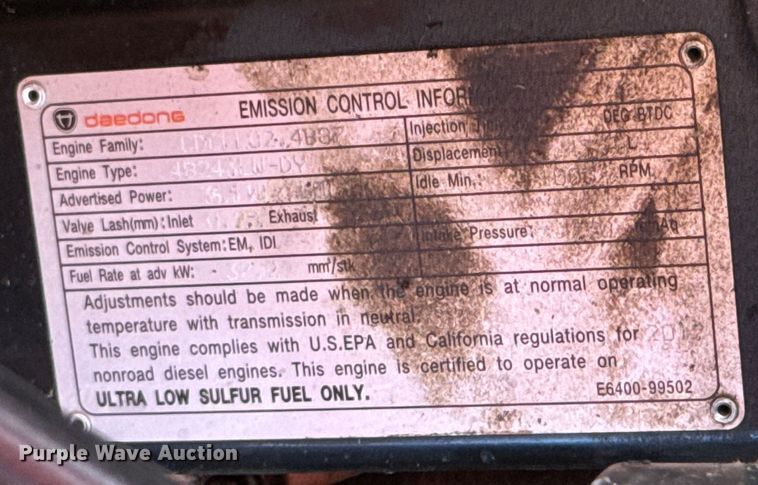 daedong EMISSION CONTROL
Engine Family: Injection DEG BTDC
Engine Type: Displacement L
Advertised Power: Idle Min.: RPM
Valye Lash(mm): Inlet Exhaust
Emission Control System: EM, IDI Intake Pressure:
Fuel Rate at adv kW: mm³/stk
Adjustments should be made when the engine is at normal operating
temperature with transmission in neutral.
This engine complies with U.S.EPA and California regulations for
nonroad diesel engines. This engine is certified to operate on
ULTRA LOW SULFUR FUEL ONLY. E6400-99502
Purple Wave Auction